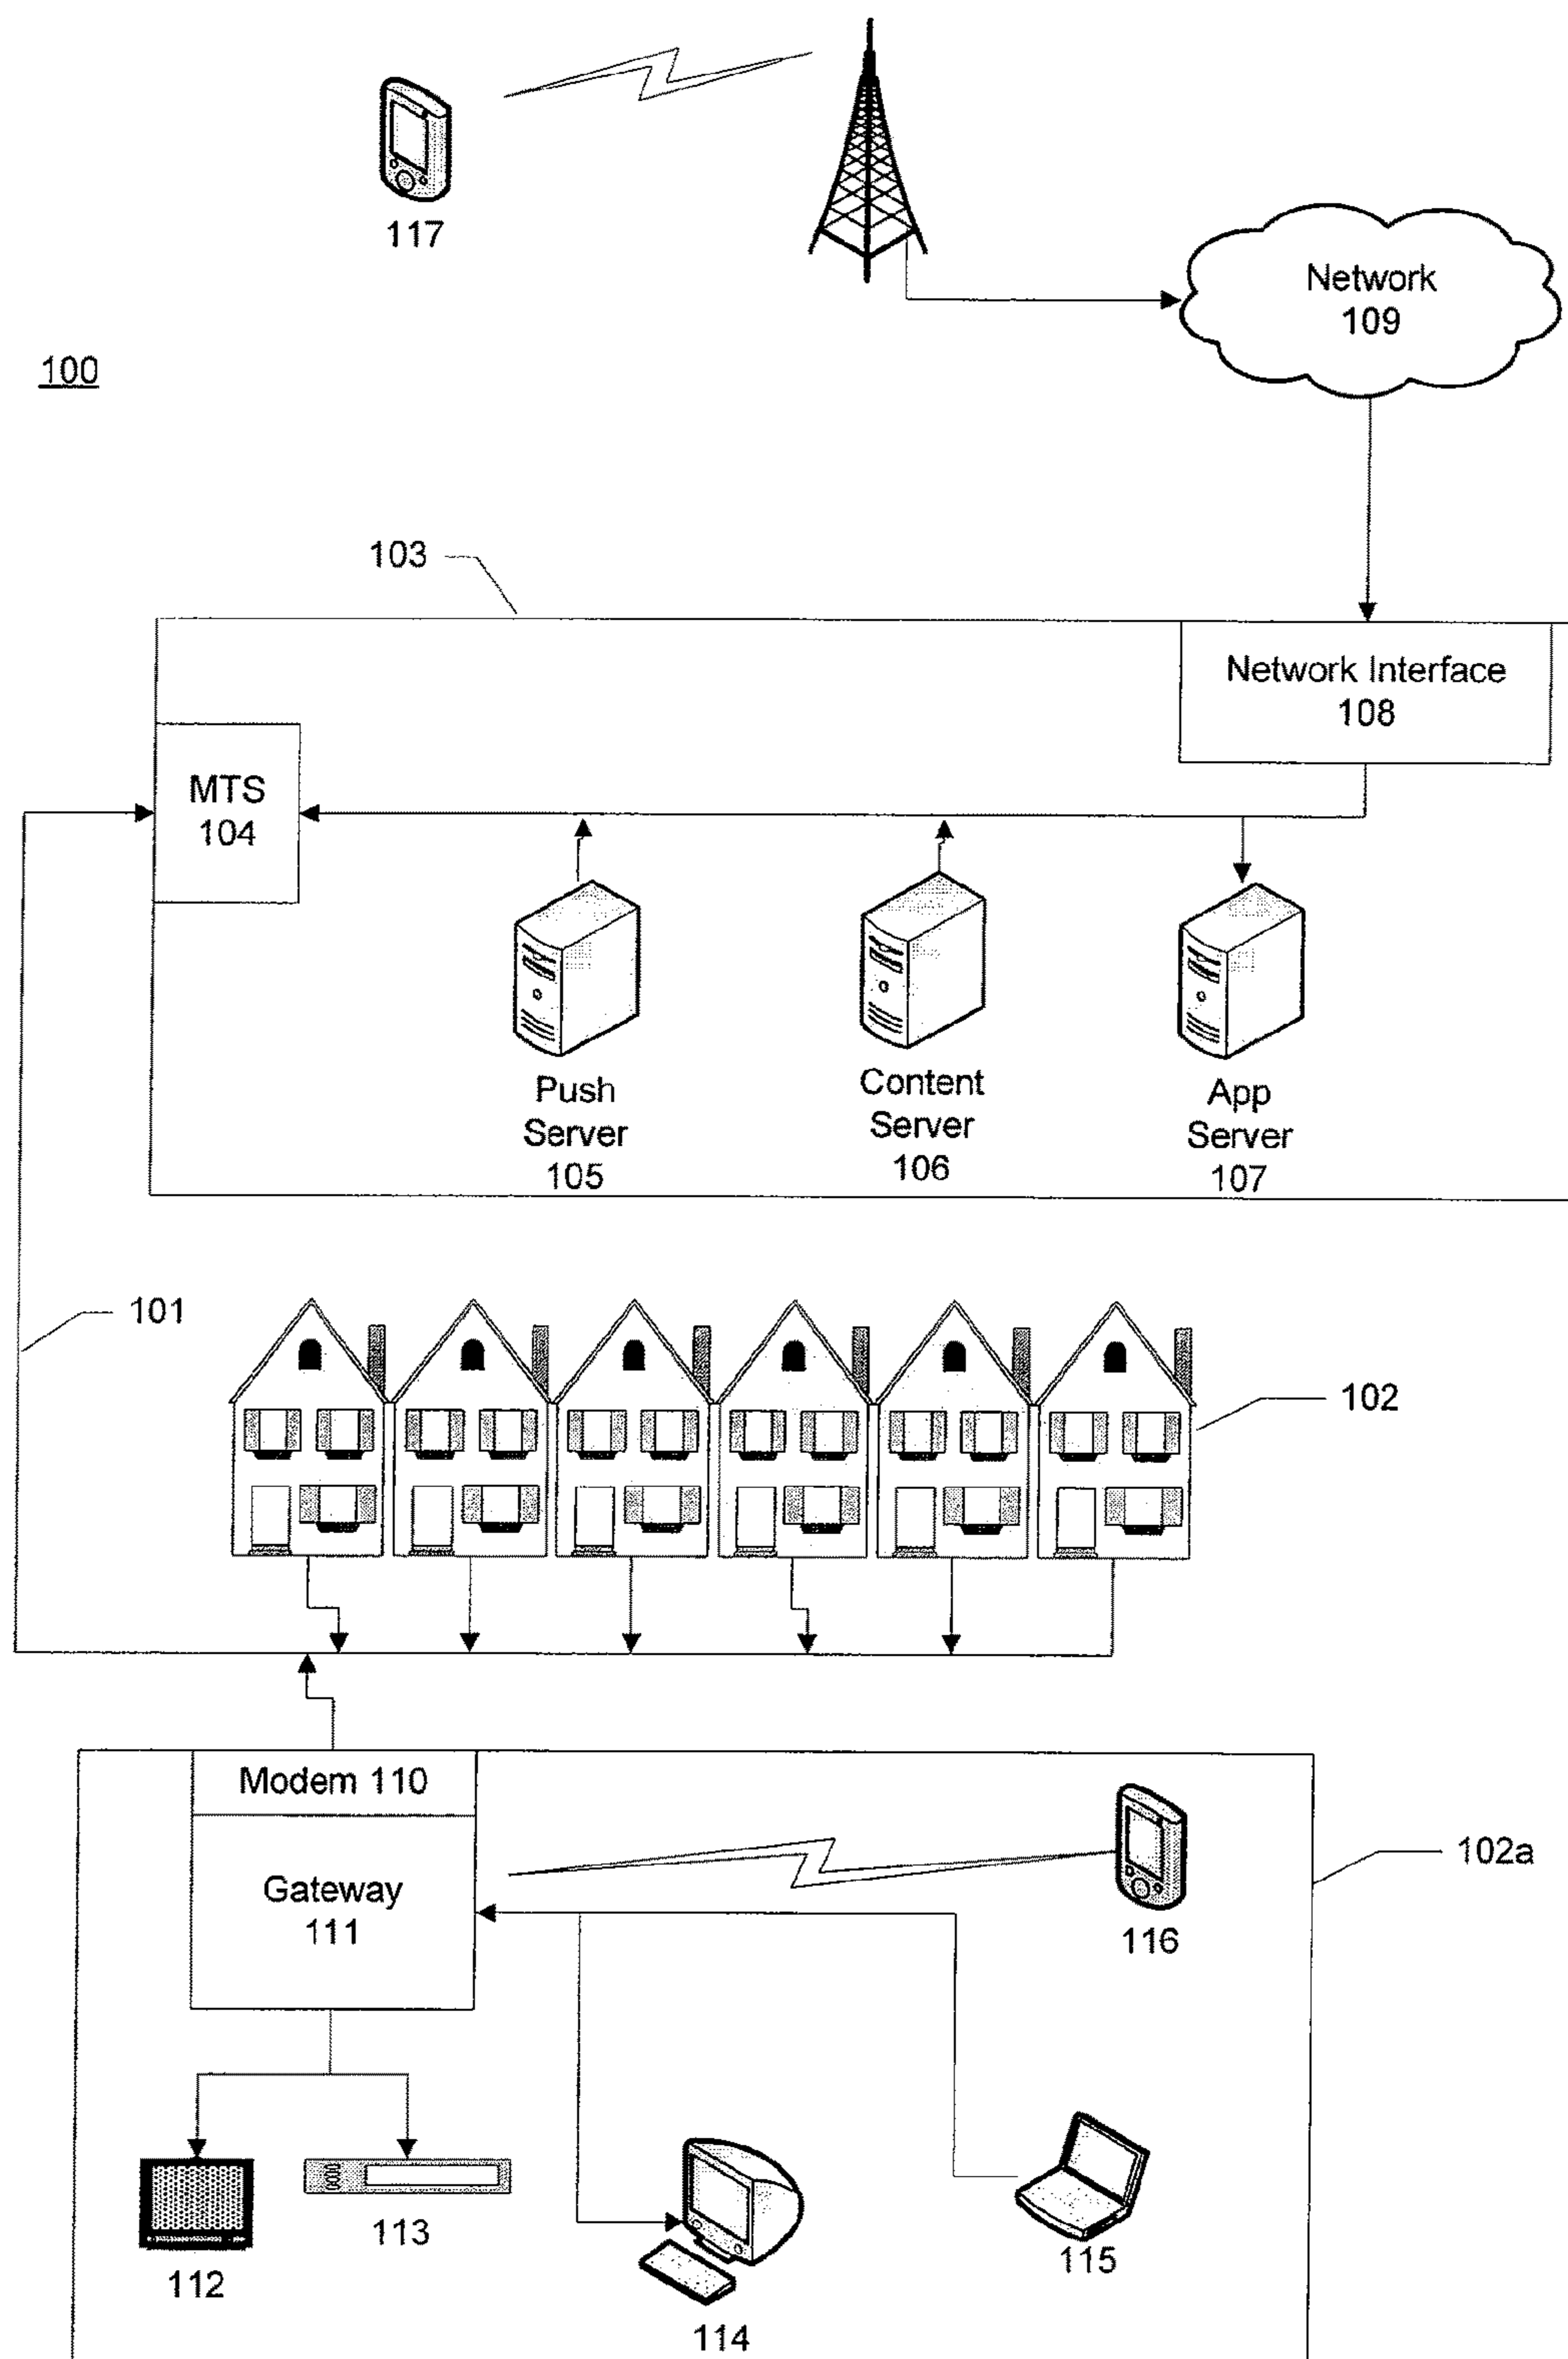 117
Network
109
100
103
Network Interface
108
MTS
104
Push
Server
105
Content
Server
106
App
Server
107
101
102
Modem 110
Gateway
111
102a
116
112
113
114
115